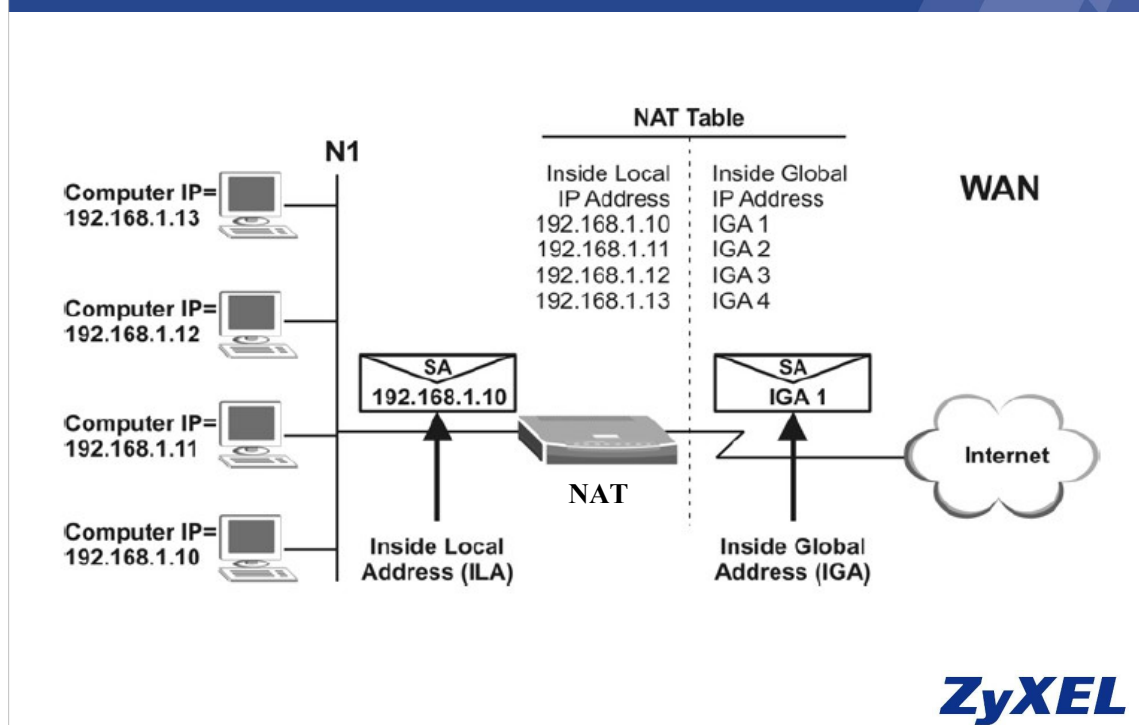 NAT Table
N1
Inside Local
IP Address
192.168.1.10
192.168.1.11
192.168.1.12
192.168.1.13
Inside Global
IP Address
IGA 1
IGA 2
IGA 3
IGA 4
WAN
Computer IP=
192.168.1.13
Computer IP=
192.168.1.12
Computer IP=
192.168.1.11
Computer IP=
192.168.1.10
SA
192.168.1.10
SA
IGA 1
NAT
Internet
Inside Local
Address (ILA)
Inside Global
Address (IGA)
ZyXEL